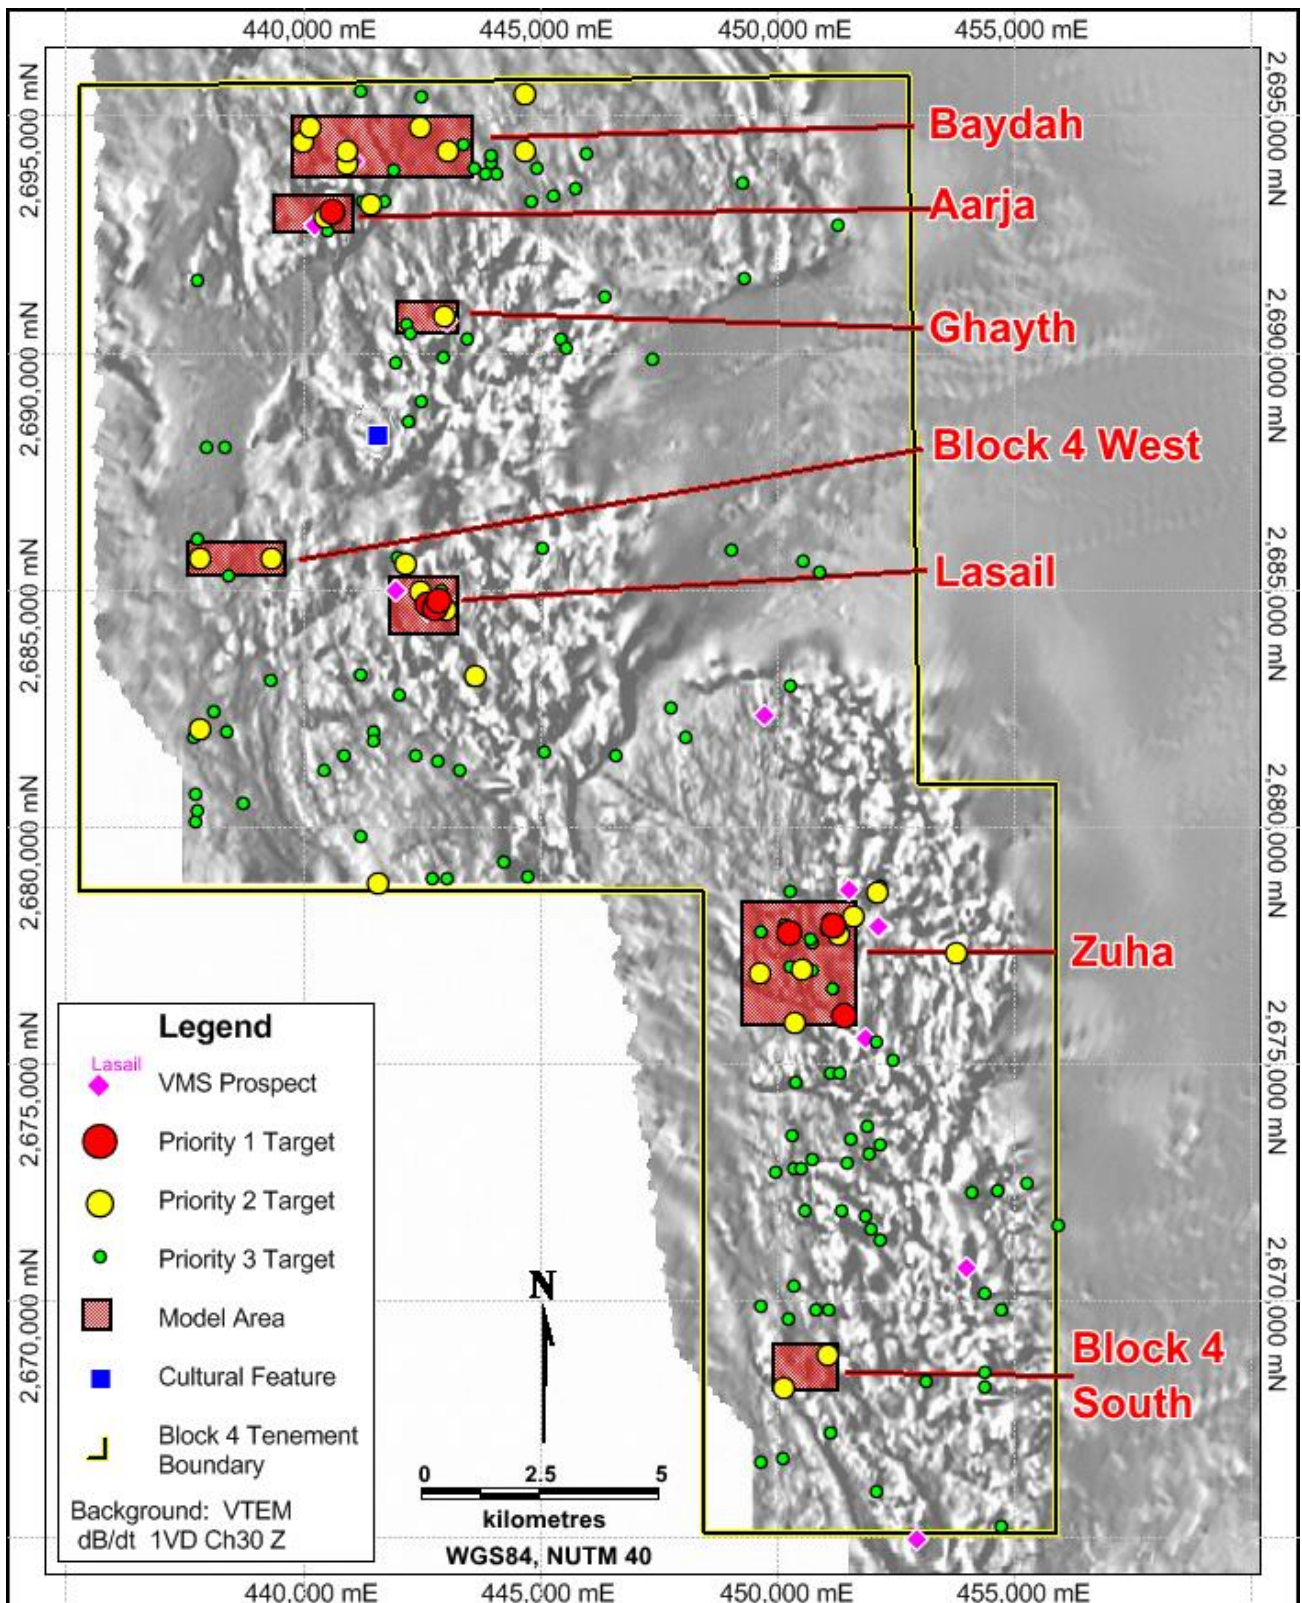 440,000 mE
445,000 mE
450,000 mE
455,000 mE
2,695,000 mN
2,695,000 mN
Baydah
Aarja
2,690,000 mN
2,690,000 mN
Ghayth
Block 4 West
2,685,000 mN
2,685,000 mN
Lasail
2,680,000 mN
2,680,000 mN
Zuha
2,675,000 mN
2,675,000 mN
Legend
Lasail
VMS Prospect
Priority 1 Target
Priority 2 Target
Priority 3 Target
Model Area
Cultural Feature
Block 4 Tenement
Boundary
Background: VTEM
dB/dt 1VD Ch30 Z
2,670,000 mN
2,670,000 mN
N
Block 4
South
0
2.5
5
kilometres
WGS84, NUTM 40
440,000 mE
445,000 mE
450,000 mE
455,000 mE